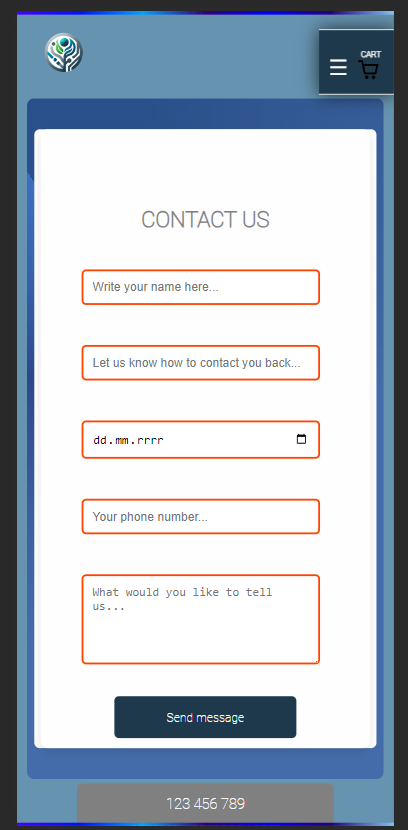 CART
CONTACT US
Write your name here...
Let us know how to contact you back...
dd.mm.rrrr
Your phone number...
What would you like to tell
us...
Send message
123 456 789